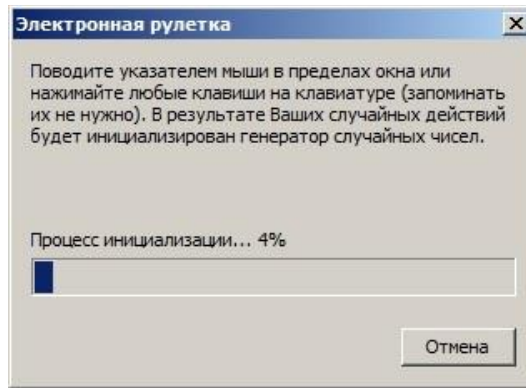 Электронная рулетка
Поводите указателем мыши в пределах окна или
нажимайте любые клавиши на клавиатуре (запоминать
их не нужно). В результате Ваших случайных действий
будет инициализирован генератор случайных чисел.
Процесс инициализации... 4%
Отмена